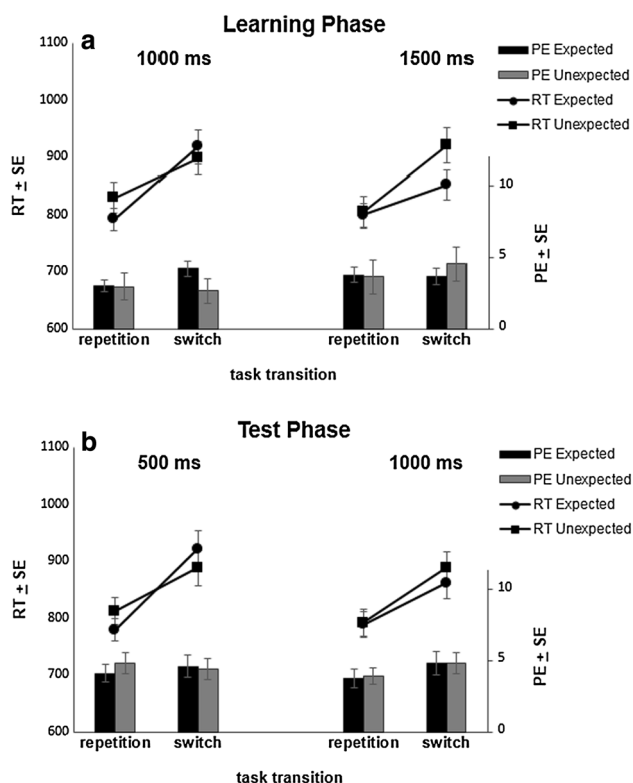 a
Learning Phase
1000 ms
1500 ms
PE Expected
PE Unexpected
RT Expected
RT Unexpected
RT ± SE
1100
1000
900
800
700
600
PE ± SE
10
5
0
repetition
switch
repetition
switch
task transition
b
Test Phase
500 ms
1000 ms
PE Expected
PE Unexpected
RT Expected
RT Unexpected
RT ± SE
1100
1000
900
800
700
600
PE ± SE
10
5
0
repetition
switch
repetition
switch
task transition